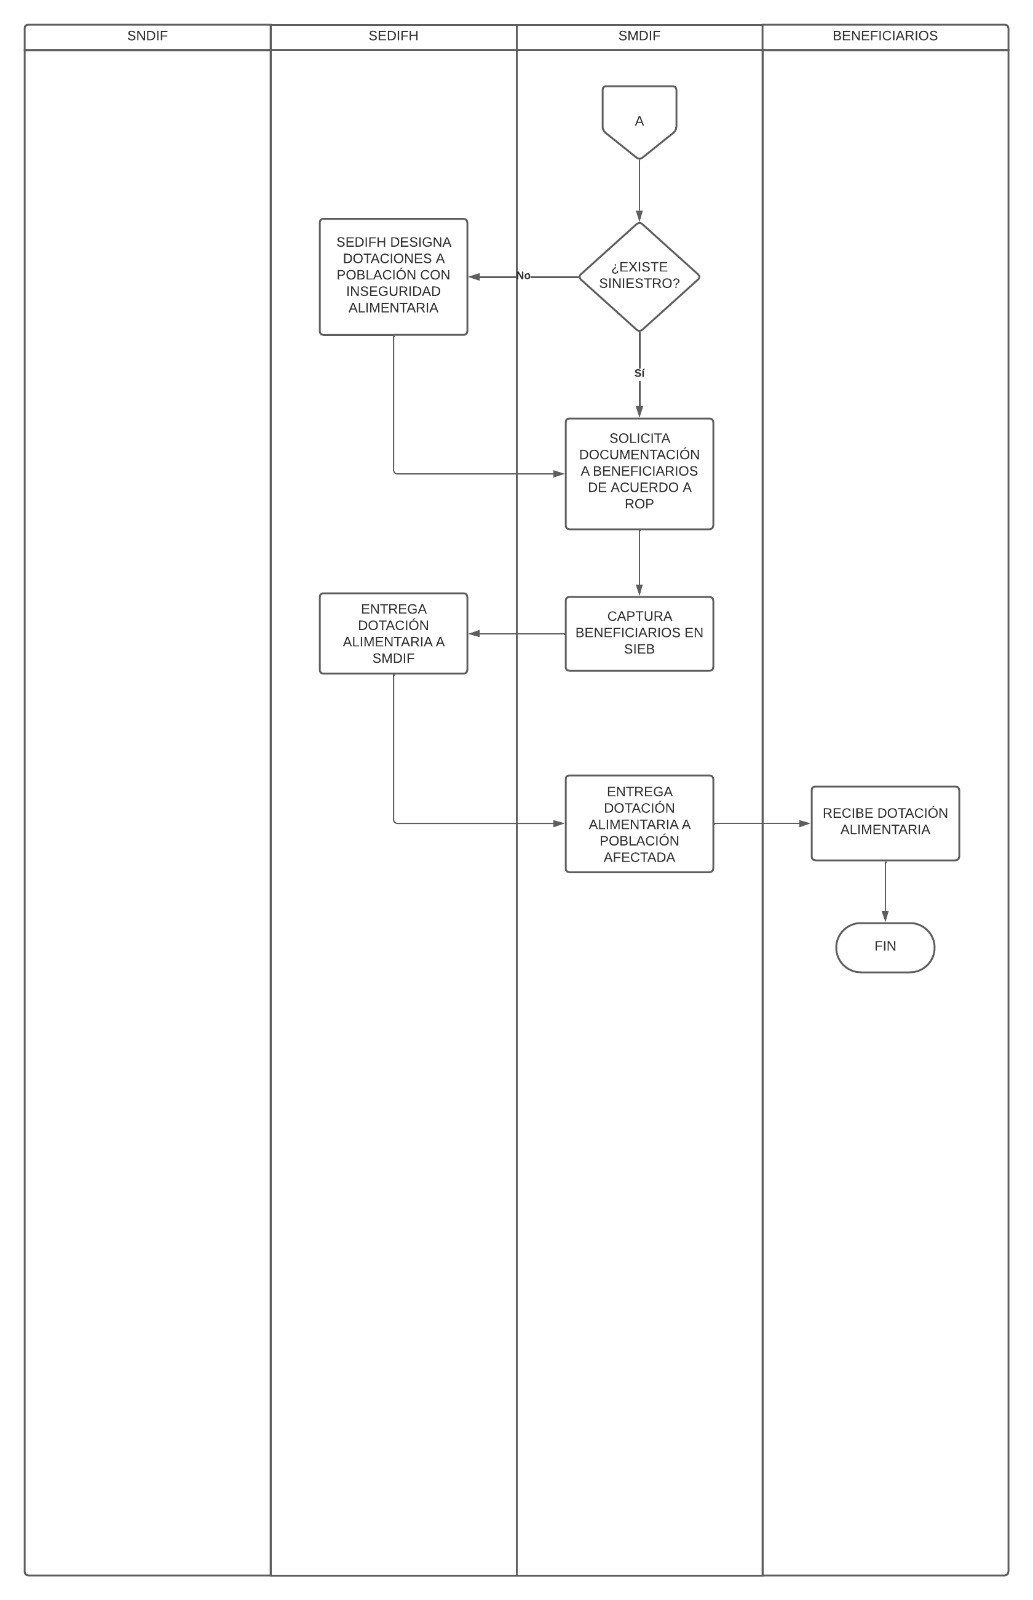 SNDIF
SEDIFH
SMDIF
BENEFICIARIOS
A
¿EXISTE
SINIESTRO?
No
SEDIFH DESIGNA
DOTACIONES A
POBLACIÓN CON
INSEGURIDAD
ALIMENTARIA
Sí
SOLICITA
DOCUMENTACIÓN
A BENEFICIARIOS
DE ACUERDO A
ROP
CAPTURA
BENEFICIARIOS EN
SIEB
ENTREGA
DOTACIÓN
ALIMENTARIA A
SMDIF
ENTREGA
DOTACIÓN
ALIMENTARIA A
POBLACIÓN
AFECTADA
RECIBE DOTACIÓN
ALIMENTARIA
FIN